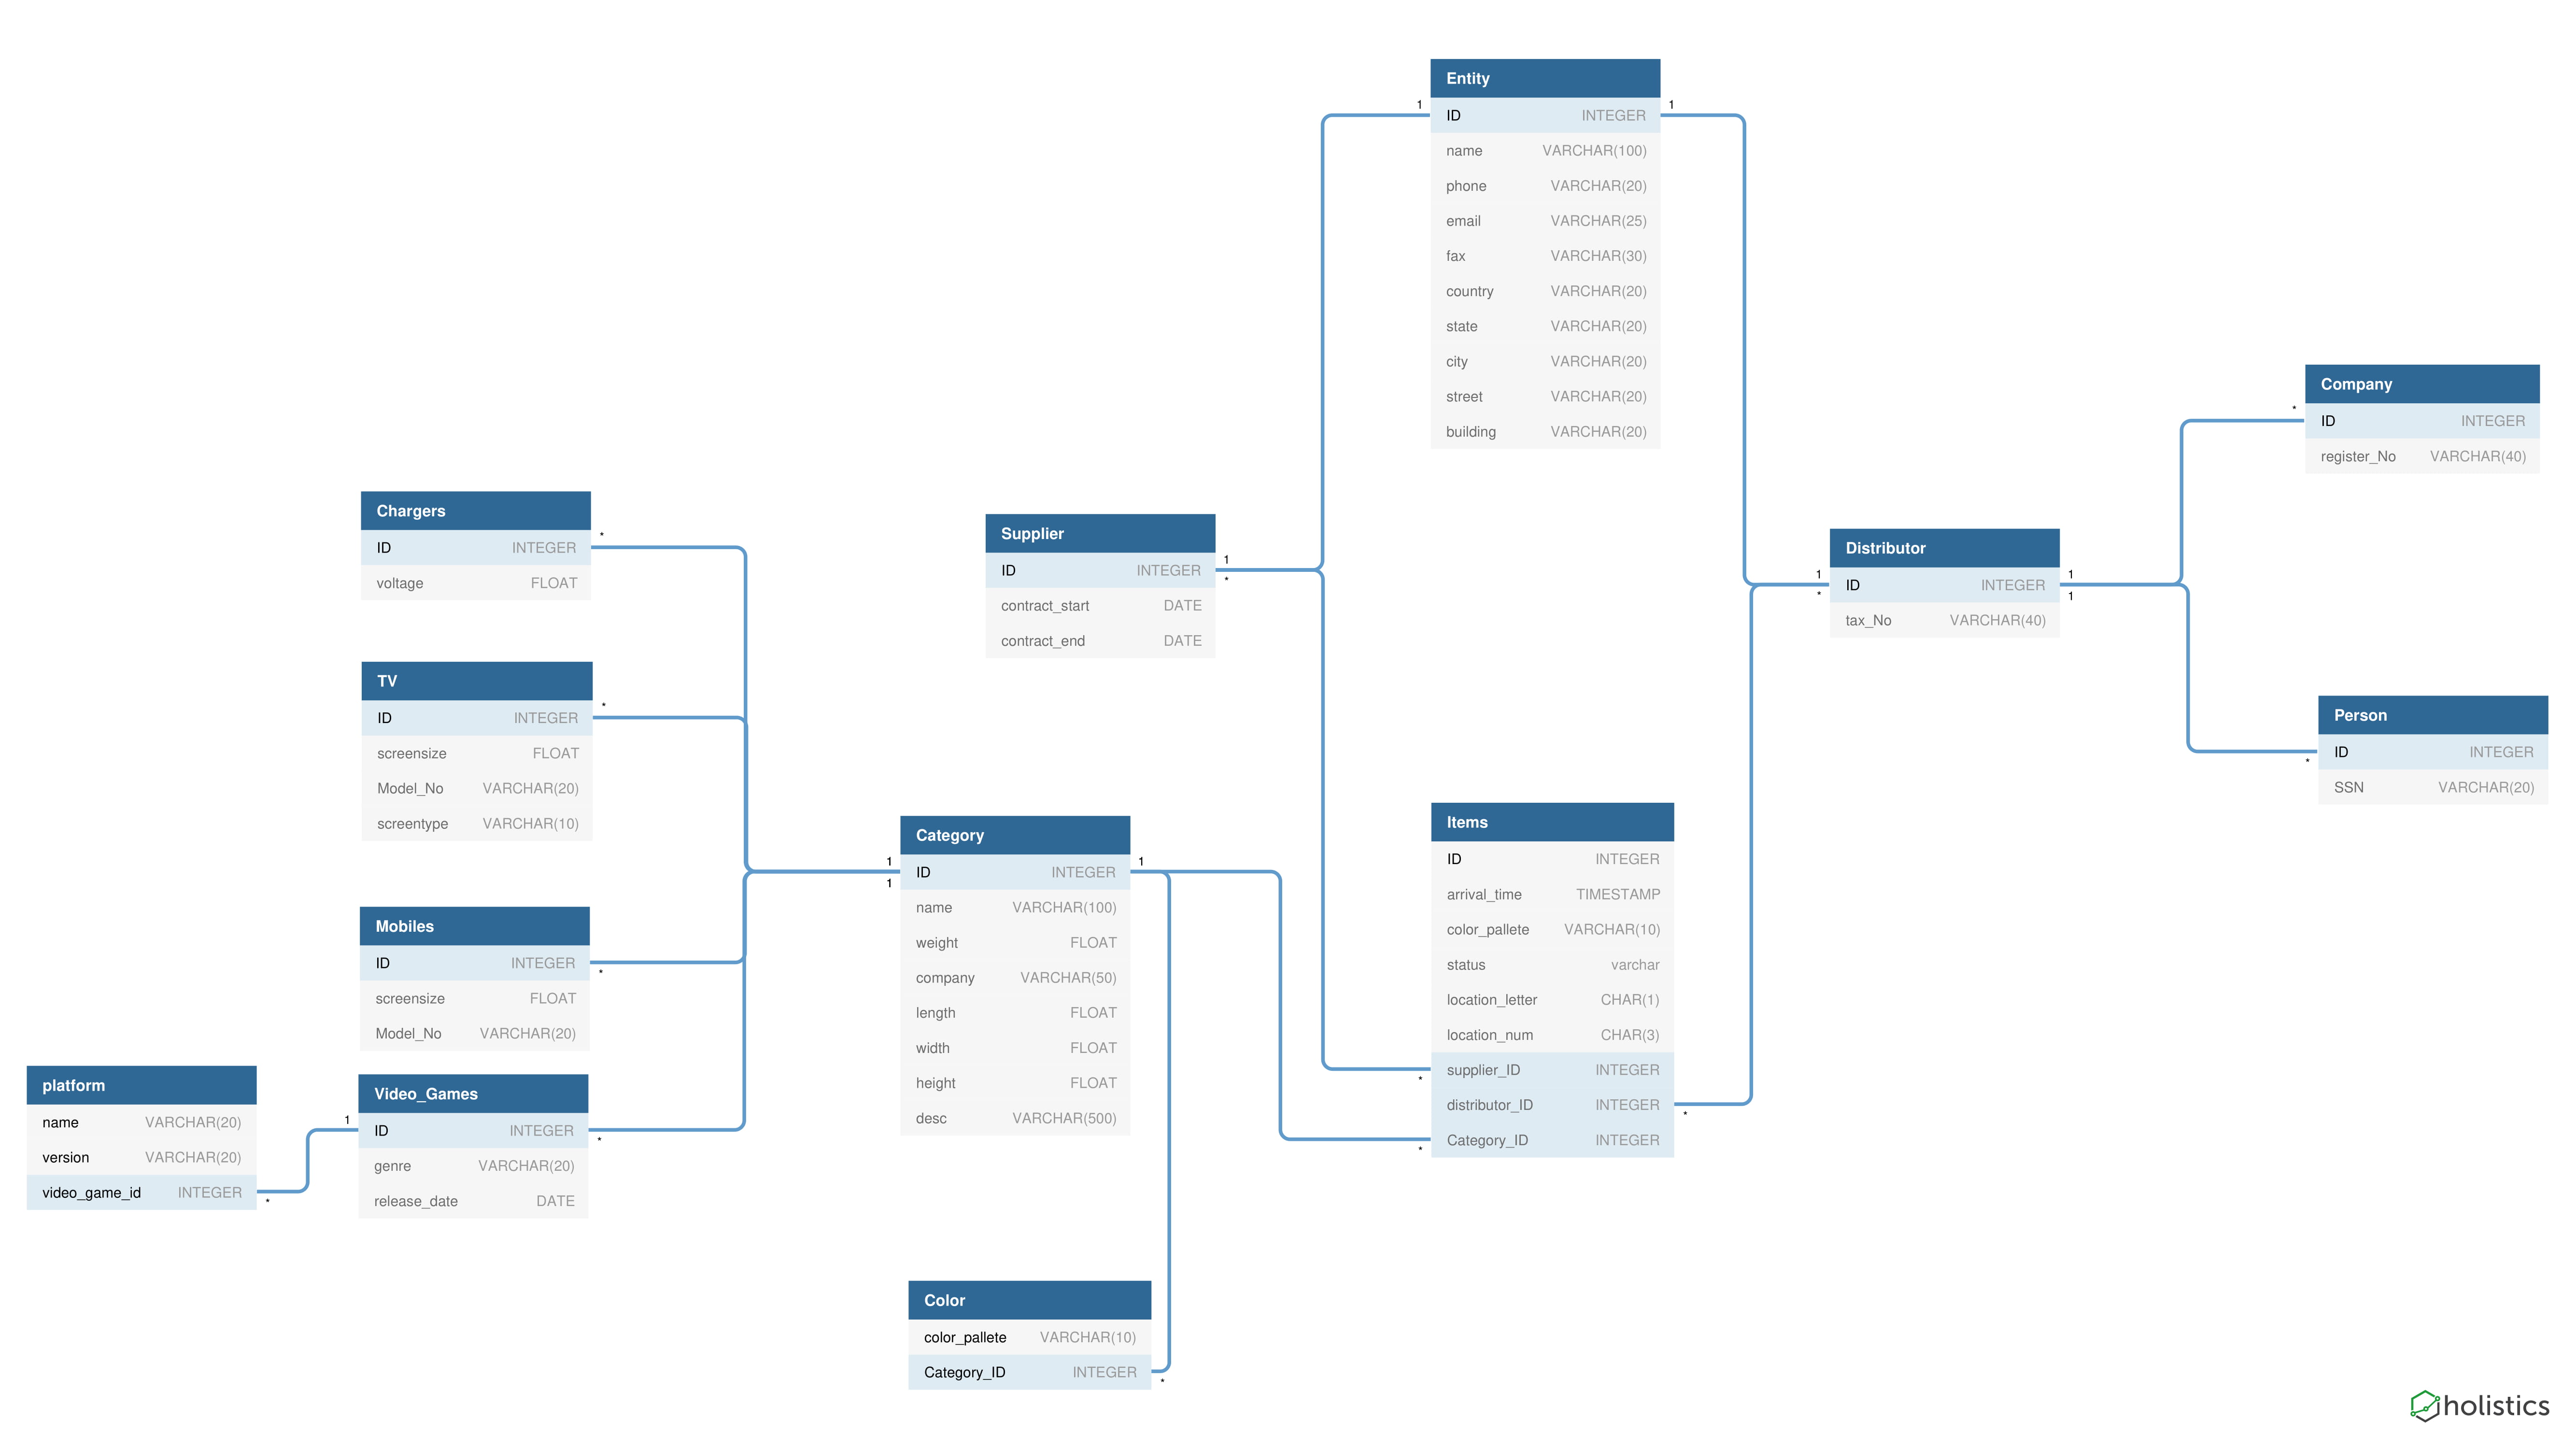 Entity
ID INTEGER
name VARCHAR(100)
phone VARCHAR(20)
email VARCHAR(25)
fax VARCHAR(30)
country VARCHAR(20)
state VARCHAR(20)
city VARCHAR(20)
street VARCHAR(20)
building VARCHAR(20)
1
1
Company
ID INTEGER
register_No VARCHAR(40)
*
Chargers
ID INTEGER
voltage FLOAT
*
Supplier
ID INTEGER
contract_start DATE
contract_end DATE
1
*
Distributor
ID INTEGER
tax_No VARCHAR(40)
1
*
1
1
TV
ID INTEGER
screensize FLOAT
Model_No VARCHAR(20)
screentype VARCHAR(10)
*
Person
ID INTEGER
SSN VARCHAR(20)
*
Category
ID INTEGER
name VARCHAR(100)
weight FLOAT
company VARCHAR(50)
length FLOAT
width FLOAT
height FLOAT
desc VARCHAR(500)
1
1
1
Items
ID INTEGER
arrival_time TIMESTAMP
color_pallete VARCHAR(10)
status varchar
location_letter CHAR(1)
location_num CHAR(3)
supplier_ID INTEGER
distributor_ID INTEGER
Category_ID INTEGER
*
*
*
Mobiles
ID INTEGER
screensize FLOAT
Model_No VARCHAR(20)
*
platform
name VARCHAR(20)
version VARCHAR(20)
video_game_id INTEGER
*
Video_Games
ID INTEGER
genre VARCHAR(20)
release_date DATE
1
*
Color
color_pallete VARCHAR(10)
Category_ID INTEGER
*
holistics